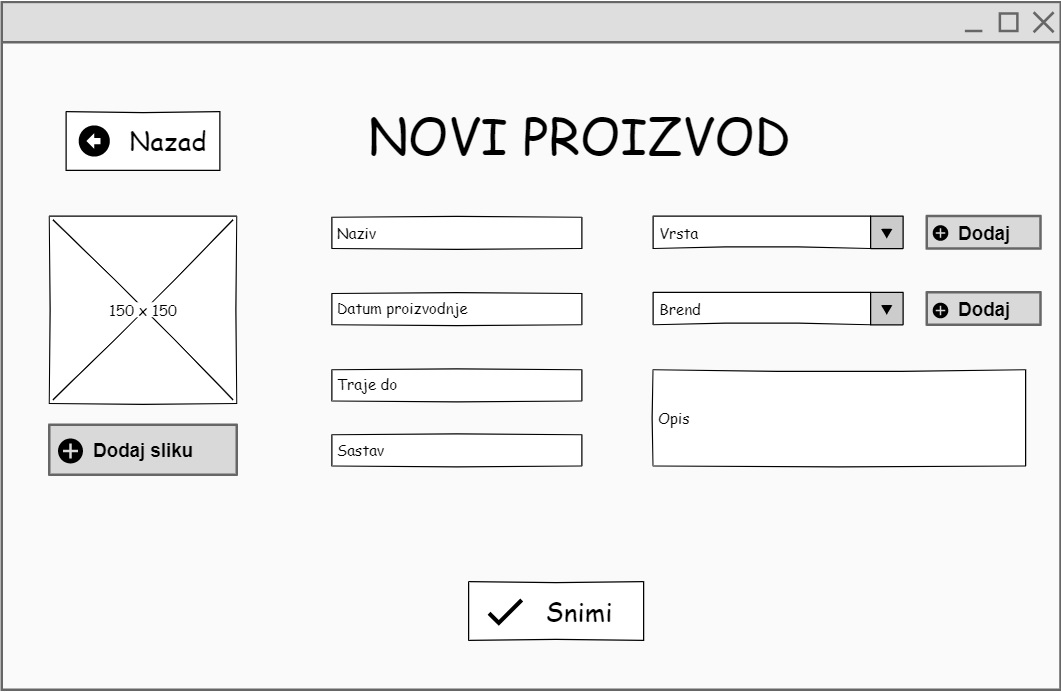 Nazad
NOVI PROIZVOD
150 x 150
Dodaj sliku
Naziv
Datum proizvodnje
Traje do
Sastav
Vrsta
Dodaj
Brend
Dodaj
Opis
Snimi